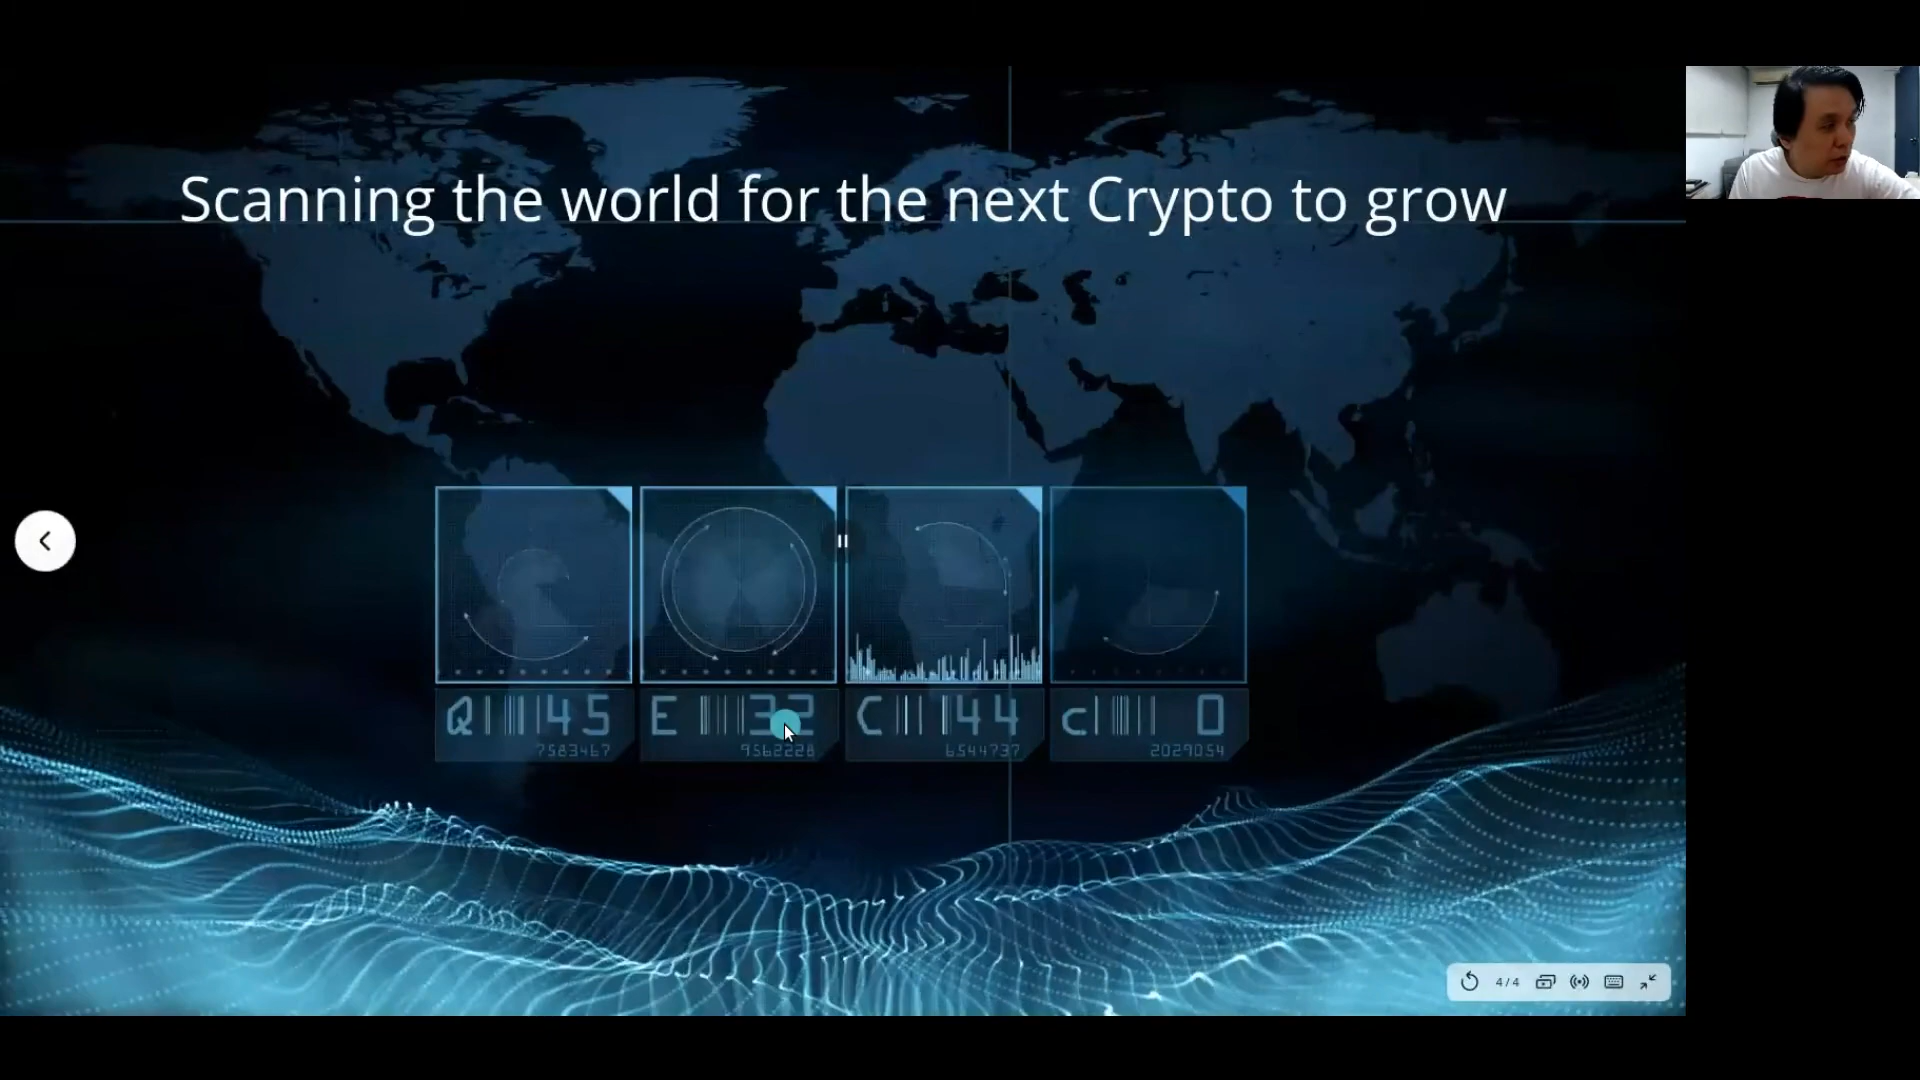 Scanning the world for the next Crypto to grow
Q 45
7583467
E 32
9562228
C 44
6544737
c 0
2029054
4/4